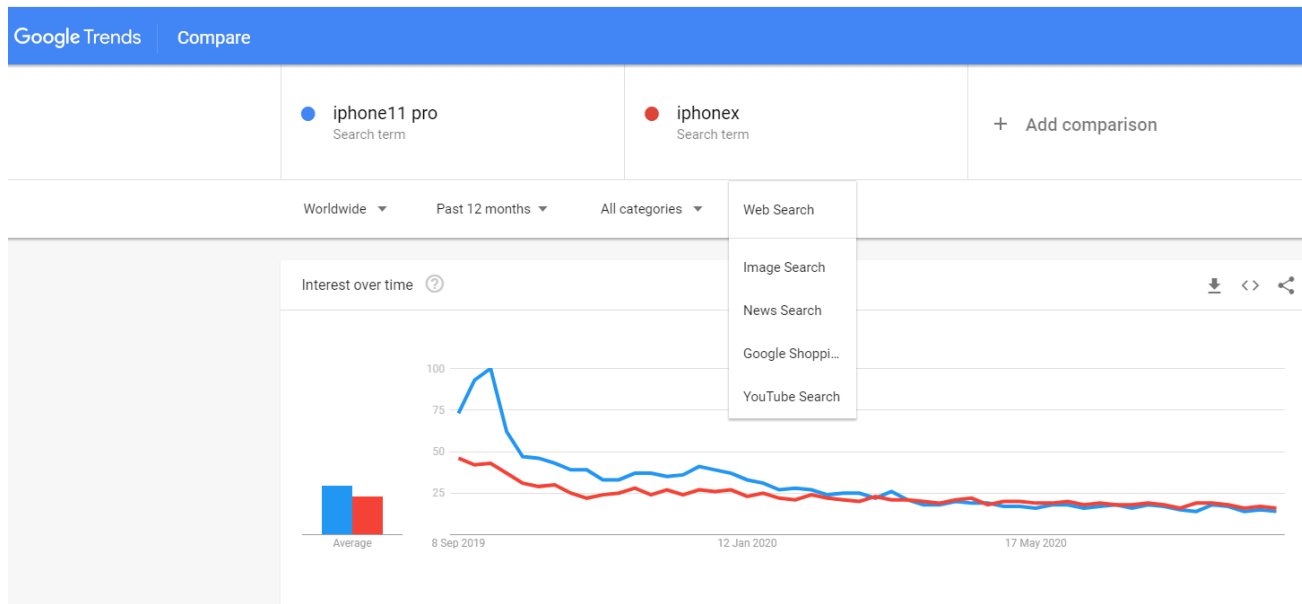 Google Trends Compare
iphone11 pro
Search term
iphonex
Search term
+ Add comparison
Worldwide
Past 12 months
All categories
Web Search
Image Search
News Search
Google Shoppi...
YouTube Search
Interest over time ?
100
75
50
25
Average
8 Sep 2019
12 Jan 2020
17 May 2020